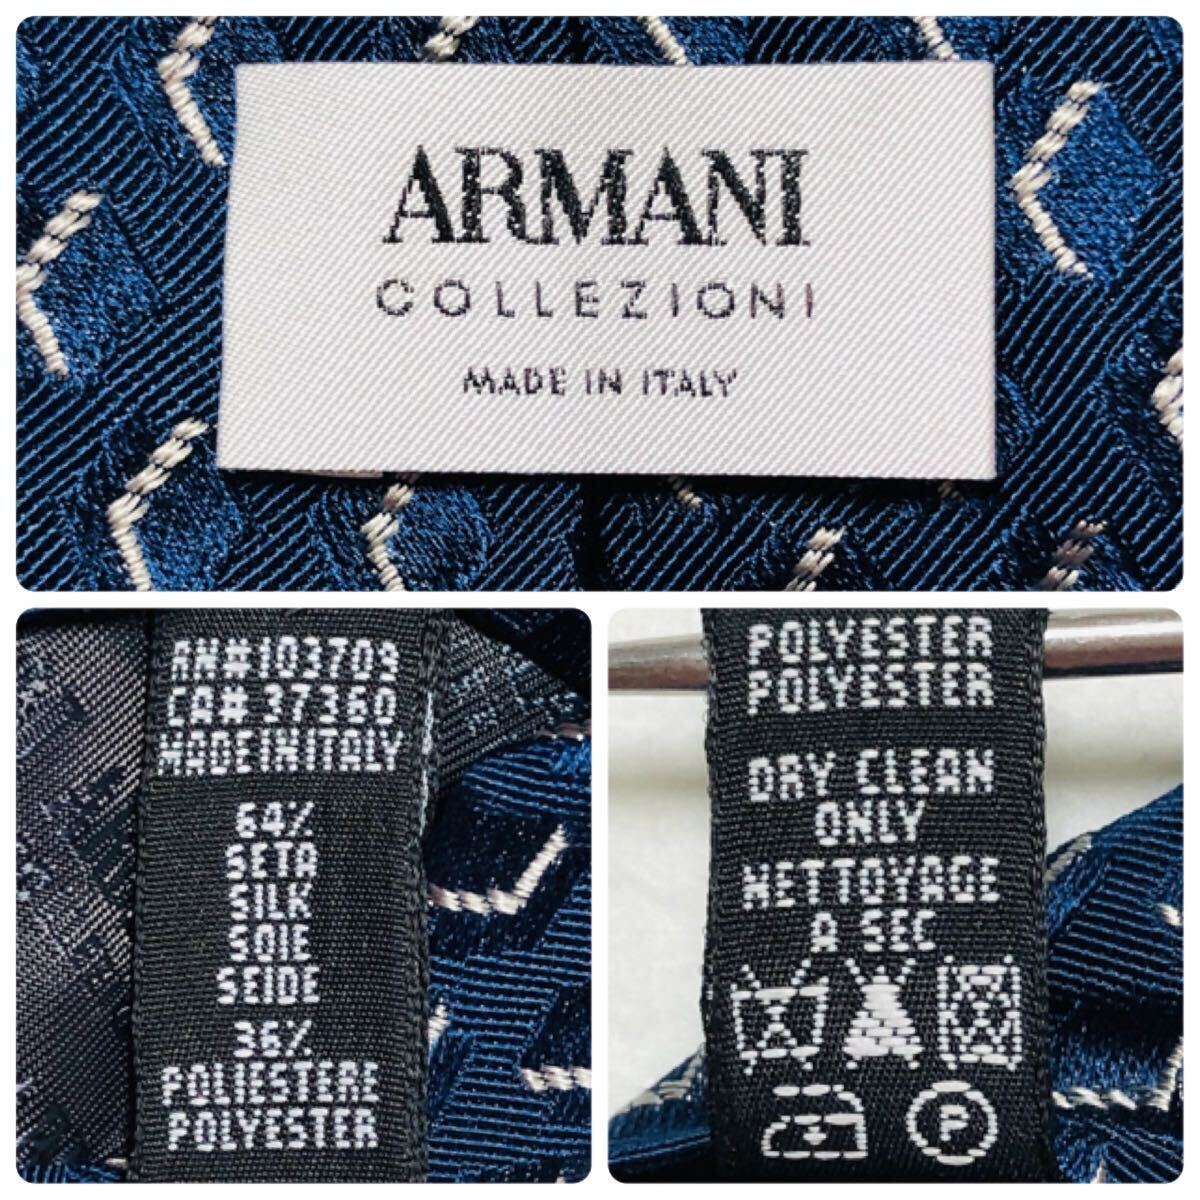 ARMANI
COLLEZIONI
MADE IN ITALY
RN#103709
CA# 37360
MADE IN ITALY
64%
SETA
SILK
SOIE
SEIDE
36%
POLIESTERE
POLYESTER
POLYESTER
POLYESTER
DRY CLEAN
ONLY
NETTOYAGE
A SEC
P